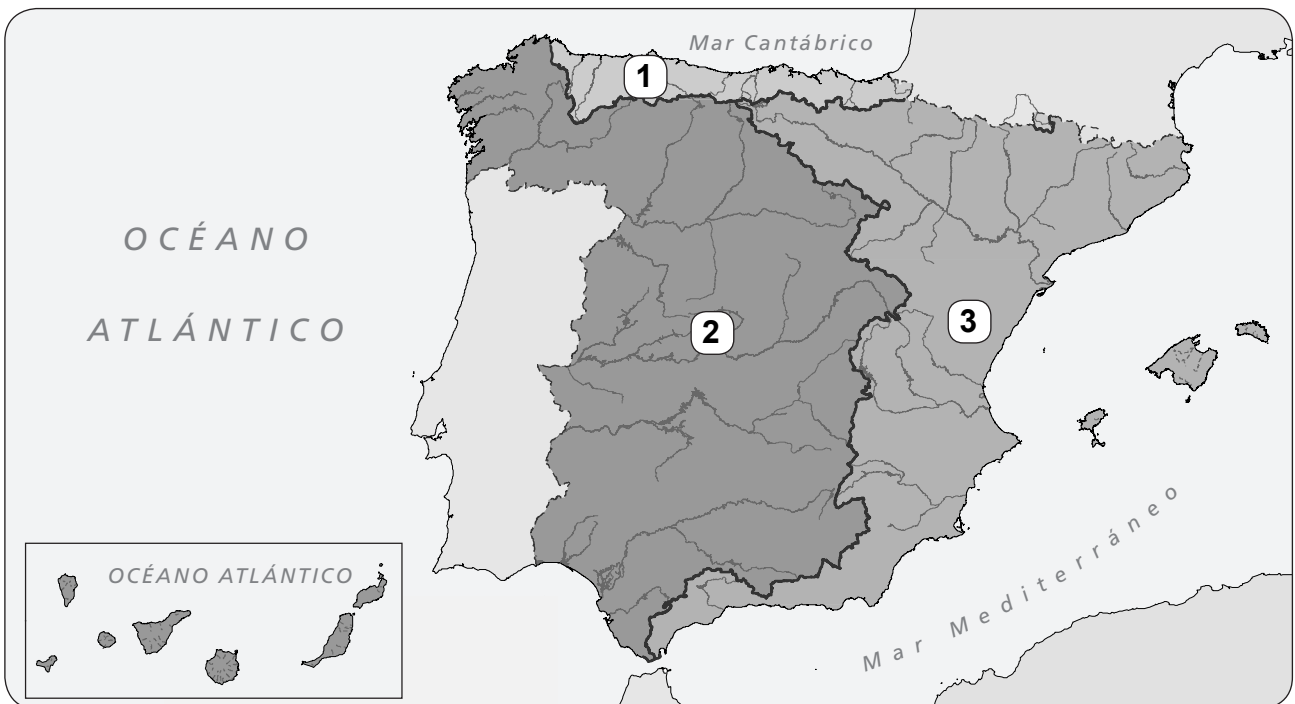 Mar Cantábrico
1
OCÉANO
ATLÁNTICO
2
3
Mar Mediterráneo
OCÉANO ATLÁNTICO